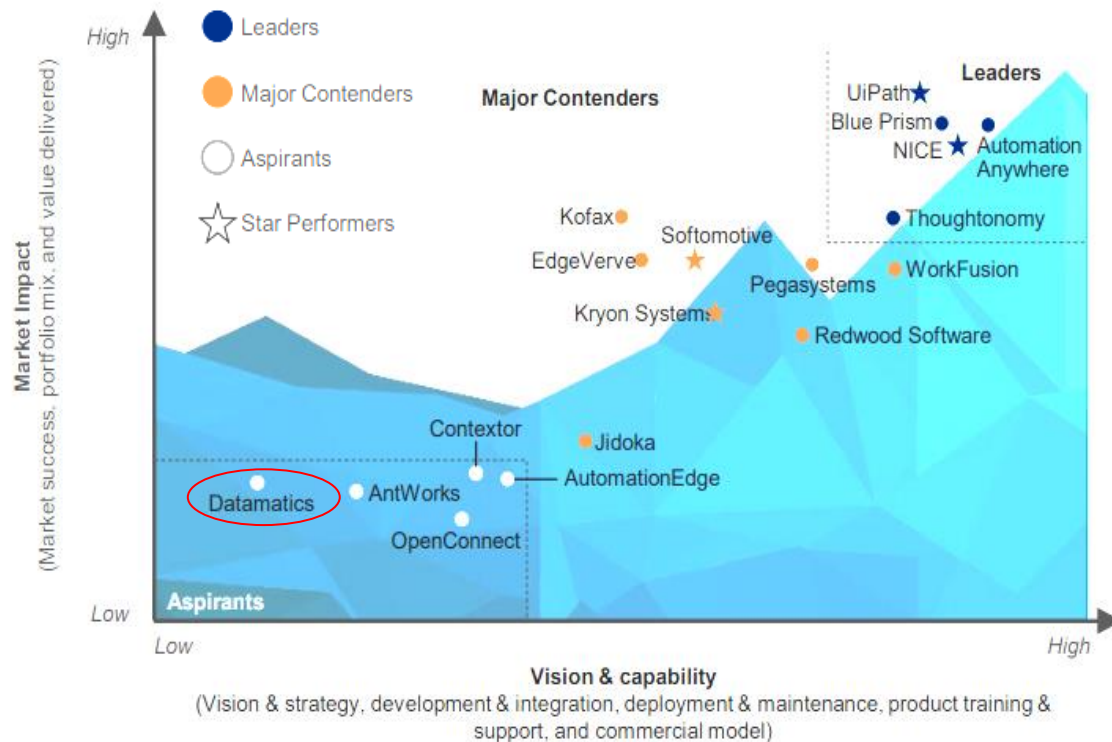 High
Leaders
Major Contenders
Aspirants
Star Performers
Major Contenders
Leaders
UiPath
Blue Prism
NICE
Automation
Anywhere
Thoughtonomy
Kofax
Softomotive
EdgeVerve
Pegasystems
WorkFusion
Kryon Systems
Redwood Software
Contextor
Jidoka
AutomationEdge
Datamatics
AntWorks
OpenConnect
Aspirants
Market Impact
(Market success, portfolio mix, and value delivered)
Low
Low
High
Vision & capability
(Vision & strategy, development & integration, deployment & maintenance, product training &
support, and commercial model)